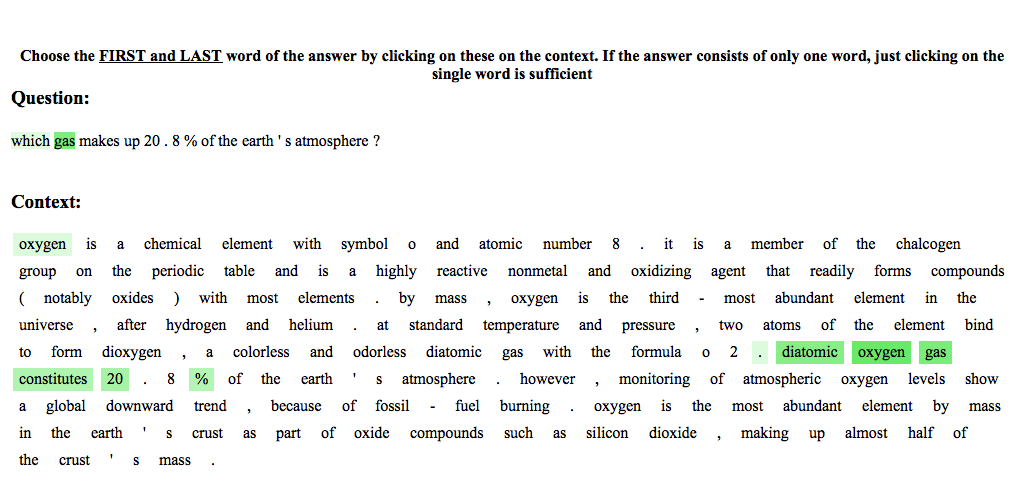 Choose the FIRST and LAST word of the answer by clicking on these on the context. If the answer consists of only one word, just clicking on the
single word is sufficient
Question:
which gas makes up 20 . 8 % of the earth ' s atmosphere ?
Context:
oxygen is a chemical element with symbol o and atomic number 8 . it is a member of the chalcogen
group on the periodic table and is a highly reactive nonmetal and oxidizing agent that readily forms compounds
( notably oxides ) with most elements . by mass , oxygen is the third - most abundant element in the
universe , after hydrogen and helium . at standard temperature and pressure , two atoms of the element bind
to form dioxygen , a colorless and odorless diatomic gas with the formula o 2 . diatomic oxygen gas
constitutes 20 . 8 % of the earth ' s atmosphere . however , monitoring of atmospheric oxygen levels show
a global downward trend , because of fossil - fuel burning . oxygen is the most abundant element by mass
in the earth ' s crust as part of oxide compounds such as silicon dioxide , making up almost half of
the crust ' s mass .